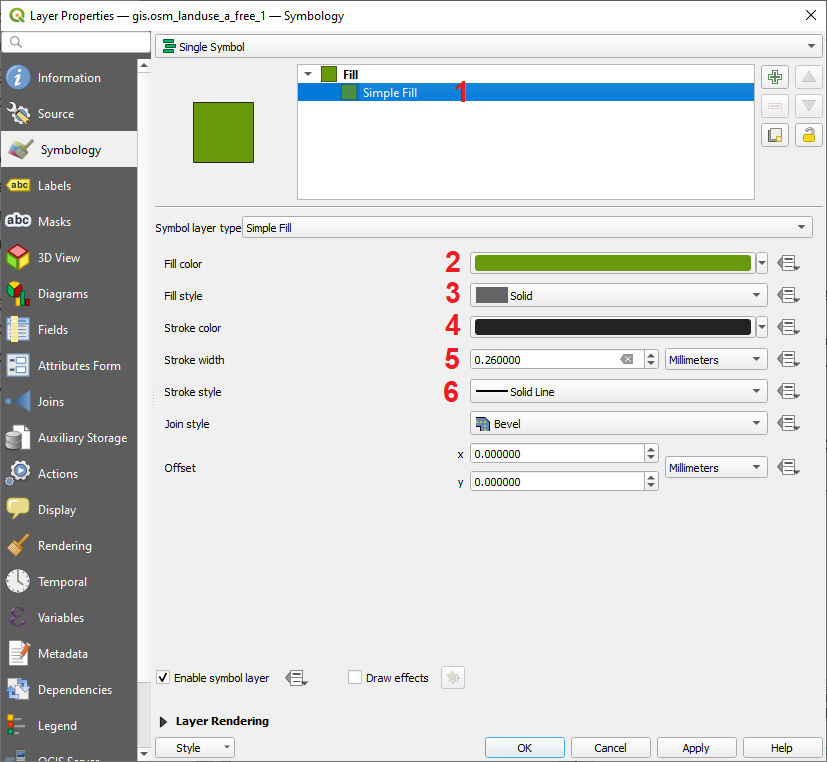 Layer Properties — gis.osm_landuse_a_free_1 — Symbology
Single Symbol
Information
Source
Symbology
abc Labels
abc Masks
3D View
Diagrams
Fields
Attributes Form
Joins
Auxiliary Storage
Actions
Display
Rendering
Temporal
Variables
Metadata
Dependencies
Legend
QGIS Server
Fill
Simple Fill 1
Symbol layer type Simple Fill
Fill color 2
Fill style 3 Solid
Stroke color 4
Stroke width 5 0.260000 Millimeters
Stroke style 6 Solid Line
Join style Bevel
Offset x 0.000000 Millimeters
y 0.000000
Enable symbol layer Draw effects
Layer Rendering
Style OK Cancel Apply Help